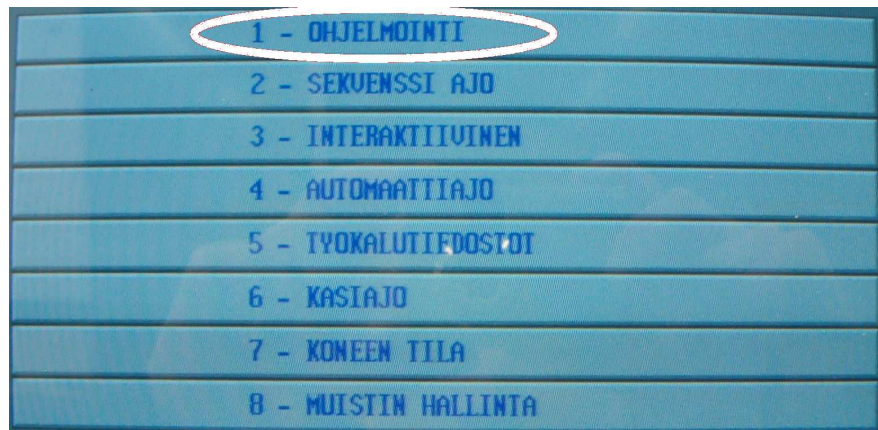 1 - OHJELMOINTI
2 - SEKVENSSI AJO
3 - INTERAKTIIVINEN
4 - AUTOMAATTIAJO
5 - TYOKALUTIEDOSTOT
6 - KASIAJO
7 - KONEEN TILA
8 - MUISTIN HALLINTA